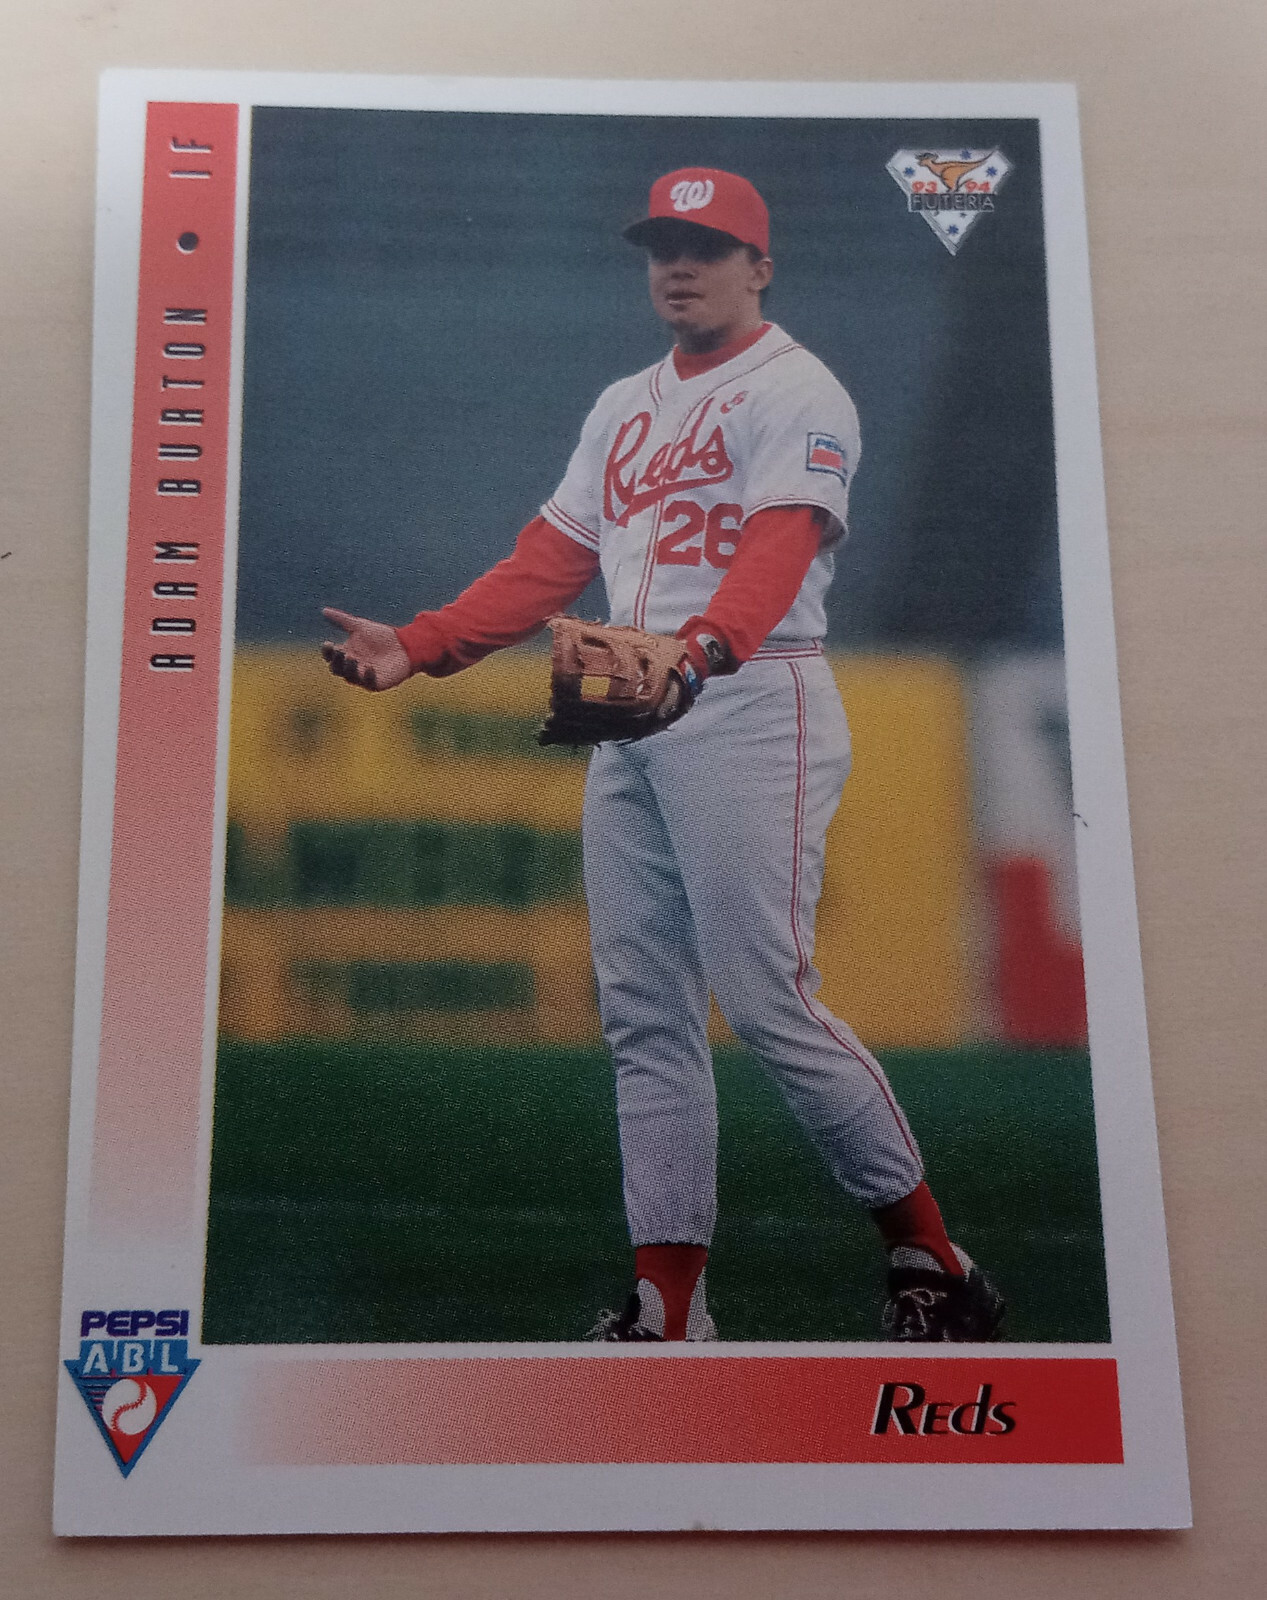 ADAM BURTON • IF
93 94
FUTERA
W
Reds
26
PEPSI
PEPSI
ABL
Reds